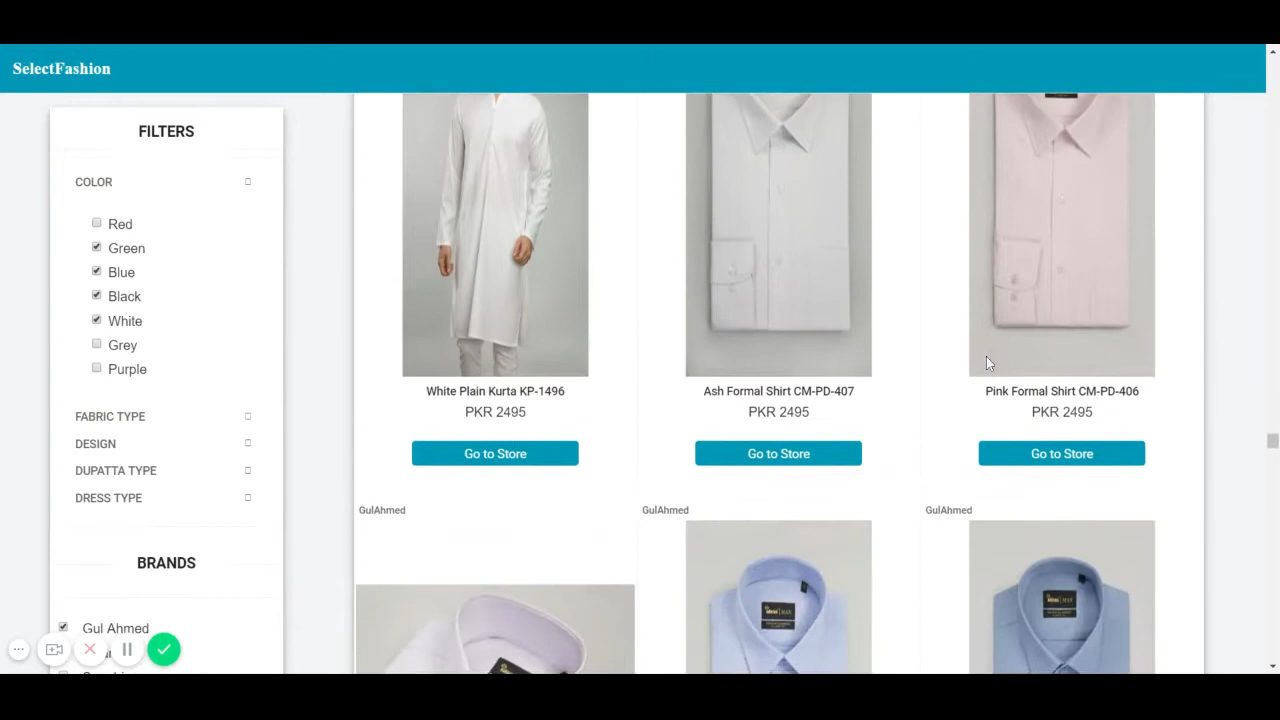 SelectFashion
FILTERS
COLOR
Red
Green
Blue
Black
White
Grey
Purple
FABRIC TYPE
DESIGN
DUPATTA TYPE
DRESS TYPE
BRANDS
Gul Ahmed
White Plain Kurta KP-1496
PKR 2495
Go to Store
Ash Formal Shirt CM-PD-407
PKR 2495
Go to Store
Pink Formal Shirt CM-PD-406
PKR 2495
Go to Store
GulAhmed
GulAhmed
GulAhmed